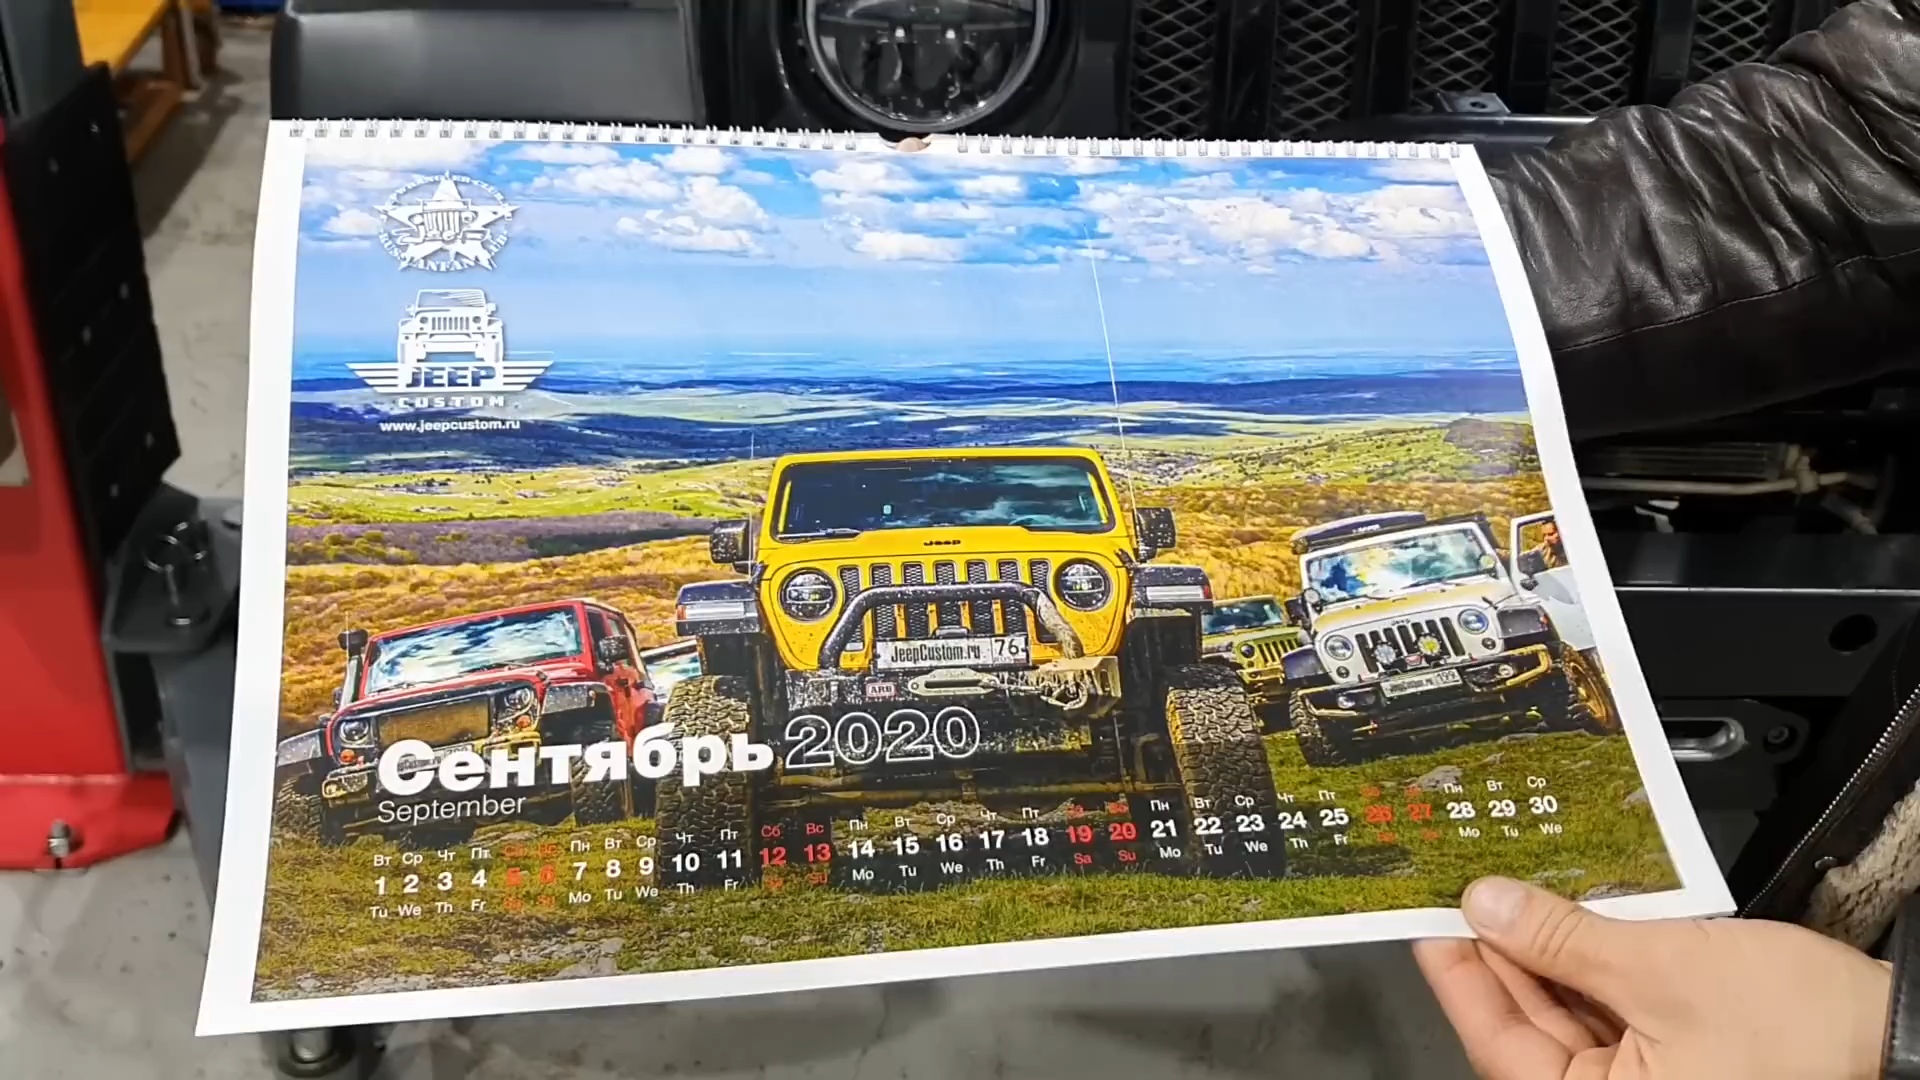 JEEP
CUSTOM
www.jeepcustom.ru
Jeep
JeepCustom.ru 76
ARB
Сентябрь 2020
September
Вт Ср Чт Пт Сб Вс Пн Вт Ср Чт Пт Сб Вс Пн Вт Ср Чт Пт Сб Вс Пн Вт Ср Чт Пт Сб Вс Пн Вт Ср
1 2 3 4 5 6 7 8 9 10 11 12 13 14 15 16 17 18 19 20 21 22 23 24 25 26 27 28 29 30
Tu We Th Fr Sa Su Mo Tu We Th Fr Sa Su Mo Tu We Th Fr Sa Su Mo Tu We Th Fr Sa Su Mo Tu We